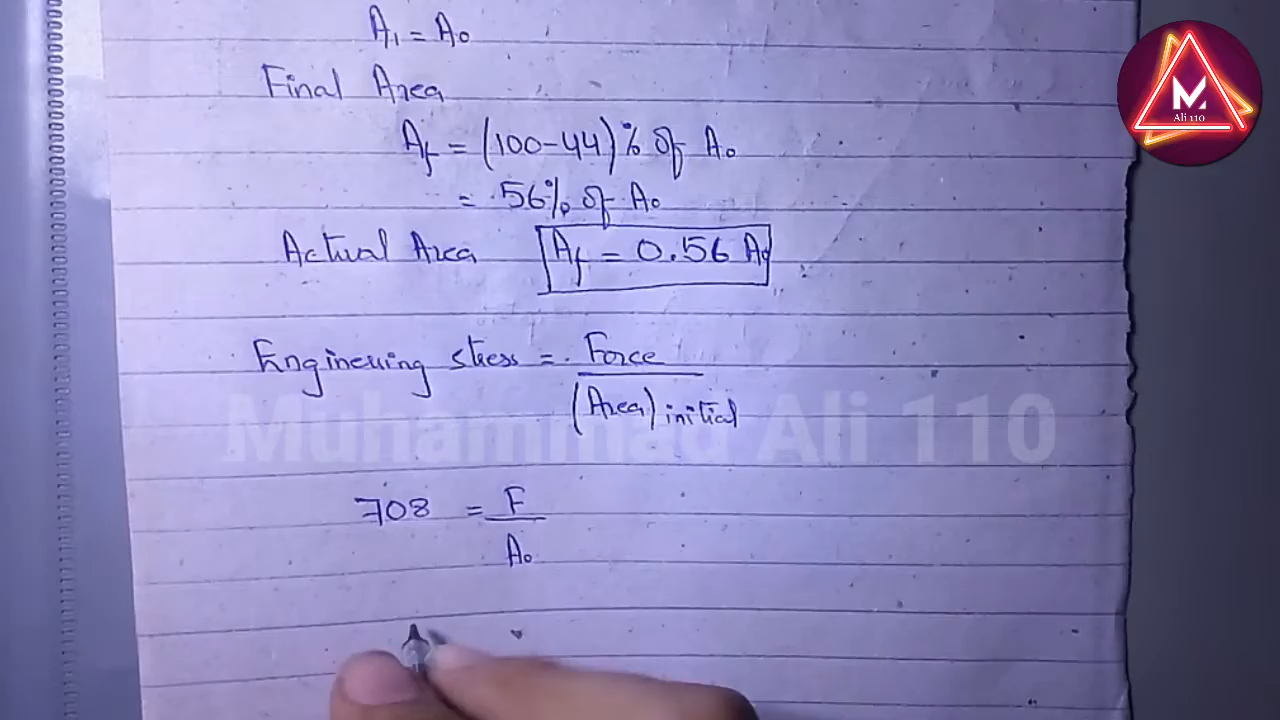 A₁ = A₀
Final Area
A_f = (100-44)% of A₀
= 56% of A₀
Actual Area A_f = 0.56 A₀
Engineering stress = Force / (Area) initial
708 = F / A₀
M
Ali 110
Muhammad Ali 110